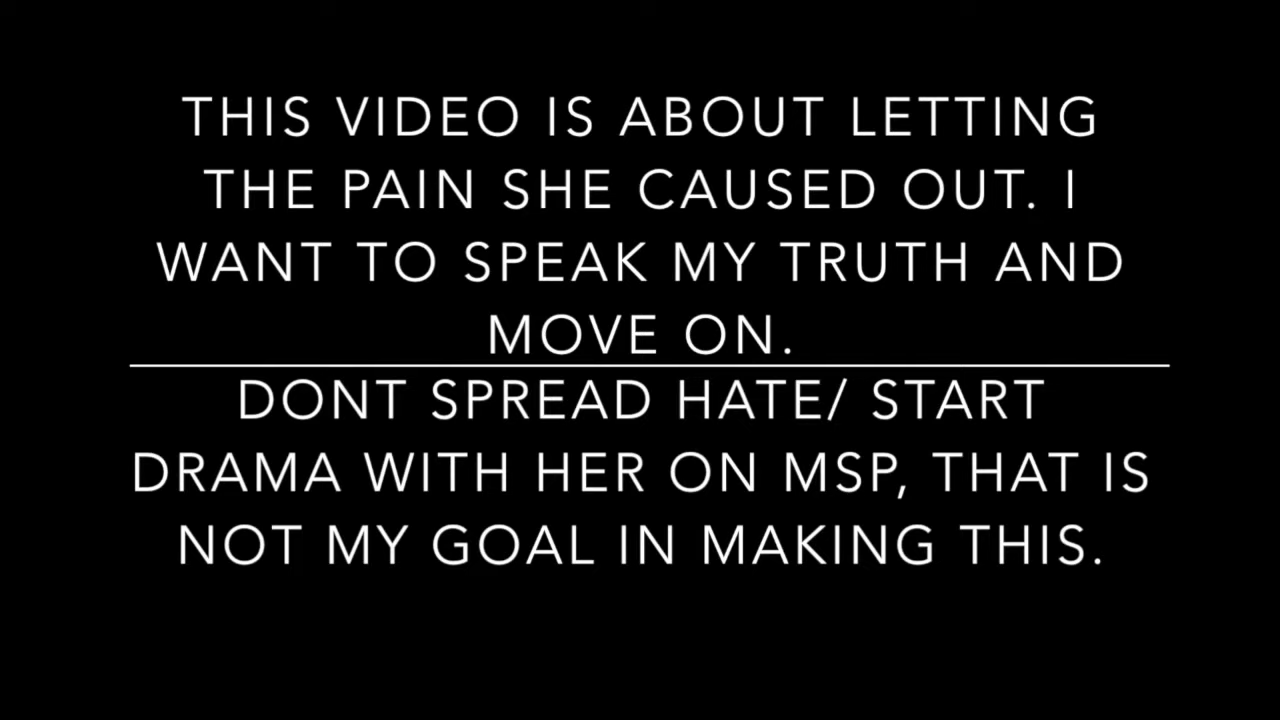 THIS VIDEO IS ABOUT LETTING
THE PAIN SHE CAUSED OUT. I
WANT TO SPEAK MY TRUTH AND
MOVE ON.
DONT SPREAD HATE/ START
DRAMA WITH HER ON MSP, THAT IS
NOT MY GOAL IN MAKING THIS.